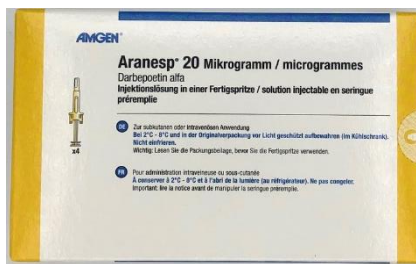 AMGEN®
Aranesp® 20 Mikrogramm / microgrammes
Darbepoetin alfa
Injektionslösung in einer Fertigspritze / solution injectable en seringue
préremplie
x4
DE
Zur subkutanen oder intravenösen Anwendung
Bei 2°C - 8°C und in der Originalverpackung vor Licht geschützt aufbewahren (im Kühlschrank).
Nicht einfrieren.
Wichtig: Lesen Sie die Packungsbeilage, bevor Sie die Fertigspritze verwenden.
FR
Pour administration intraveineuse ou sous-cutanée
À conserver à 2°C - 8°C et à l'abri de la lumière (au réfrigérateur). Ne pas congeler.
Important: lire la notice avant de manipuler la seringue préremplie.